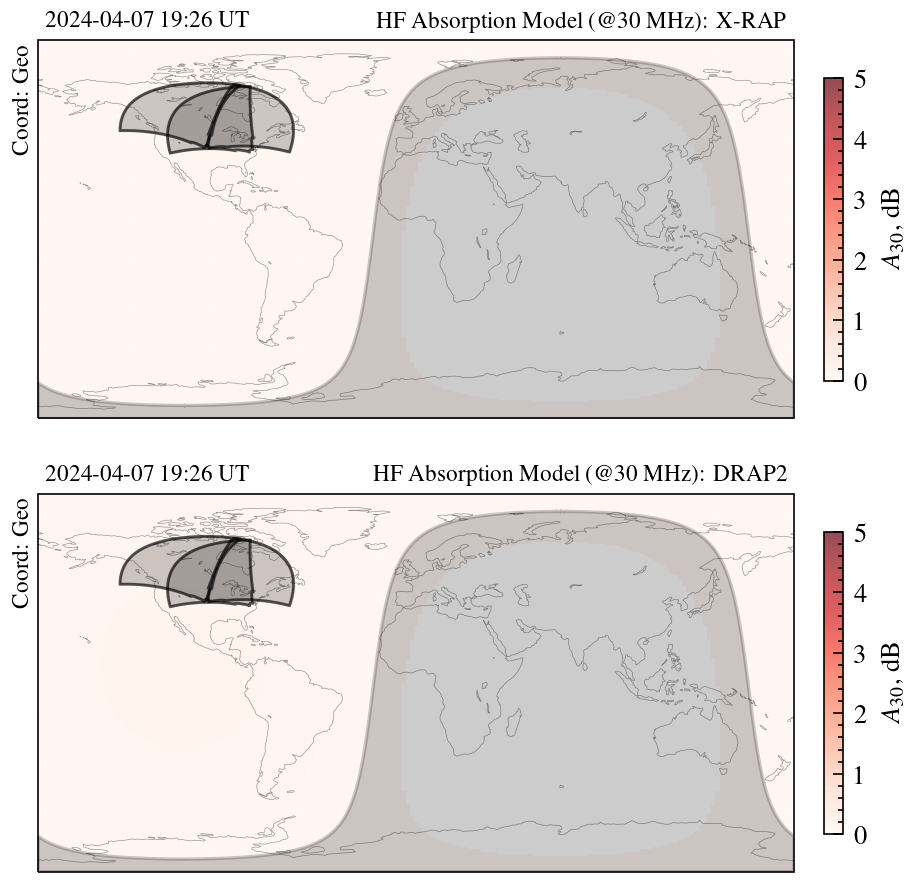 2024-04-07 19:26 UT
HF Absorption Model (@30 MHz): X-RAP
Coord: Geo
5
4
3
2
1
0
A₃₀, dB
2024-04-07 19:26 UT
HF Absorption Model (@30 MHz): DRAP2
Coord: Geo
5
4
3
2
1
0
A₃₀, dB